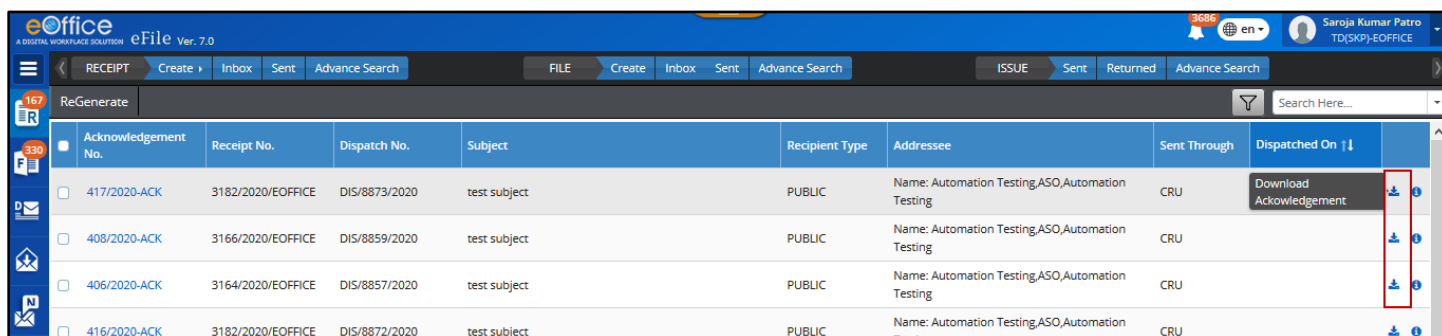 eOffice
A DIGITAL WORKPLACE SOLUTION eFile Ver. 7.0
3686
en
Saroja Kumar Patro
TD(SKP)-EOFFICE
RECEIPT Create Inbox Sent Advance Search FILE Create Inbox Sent Advance Search ISSUE Sent Returned Advance Search
167
R
ReGenerate
Search Here...
330
F
Acknowledgement No. Receipt No. Dispatch No. Subject Recipient Type Addressee Sent Through Dispatched On
417/2020-ACK 3182/2020/EOFFICE DIS/8873/2020 test subject PUBLIC Name: Automation Testing,ASO,Automation Testing CRU
Download
Ackowledgement
D
408/2020-ACK 3166/2020/EOFFICE DIS/8859/2020 test subject PUBLIC Name: Automation Testing,ASO,Automation Testing CRU
406/2020-ACK 3164/2020/EOFFICE DIS/8857/2020 test subject PUBLIC Name: Automation Testing,ASO,Automation Testing CRU
N
416/2020-ACK 3182/2020/EOFFICE DIS/8872/2020 test subject PUBLIC Name: Automation Testing,ASO,Automation CRU